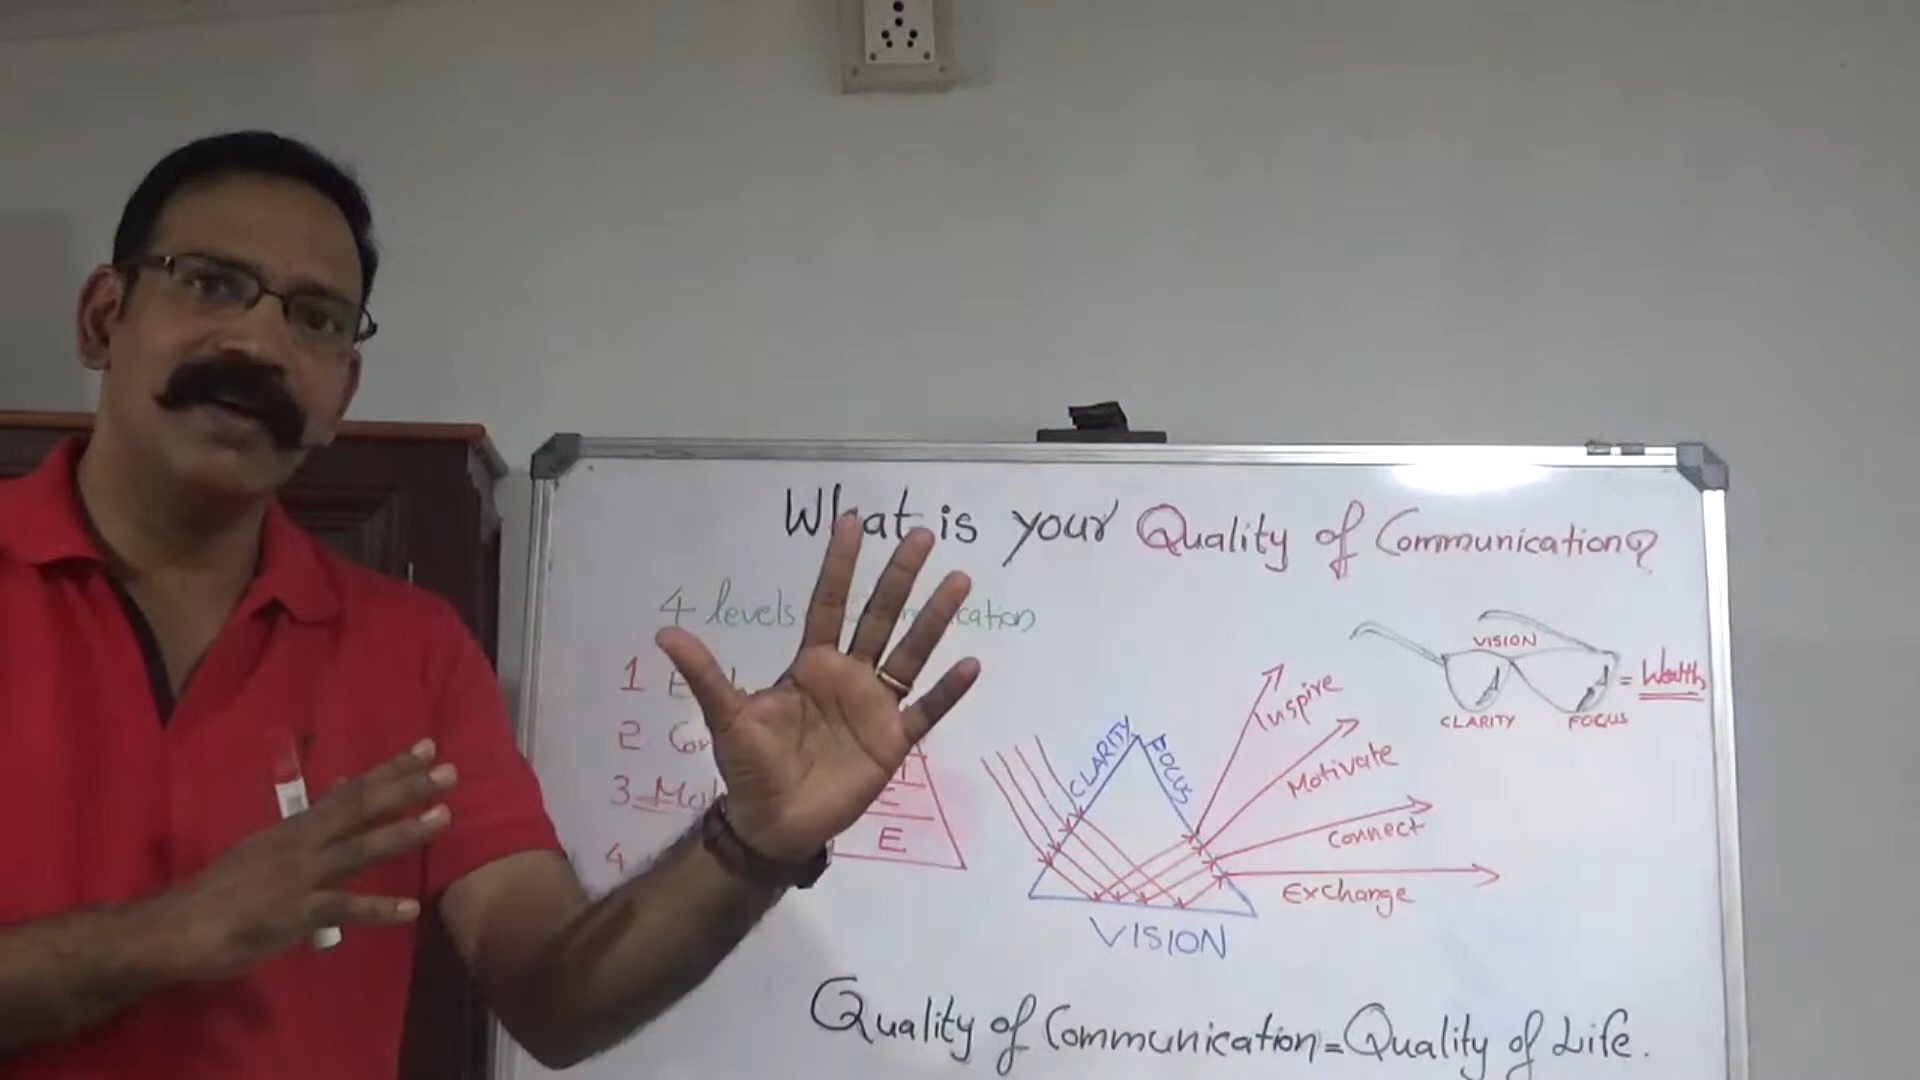 What is your Quality of Communication?
4 levels
1
2
3
4
E
E
CLARITY
FOCUS
VISION
Inspire
Motivate
Connect
Exchange
VISION
CLARITY
FOCUS
= Wealth
Quality of Communication = Quality of Life.